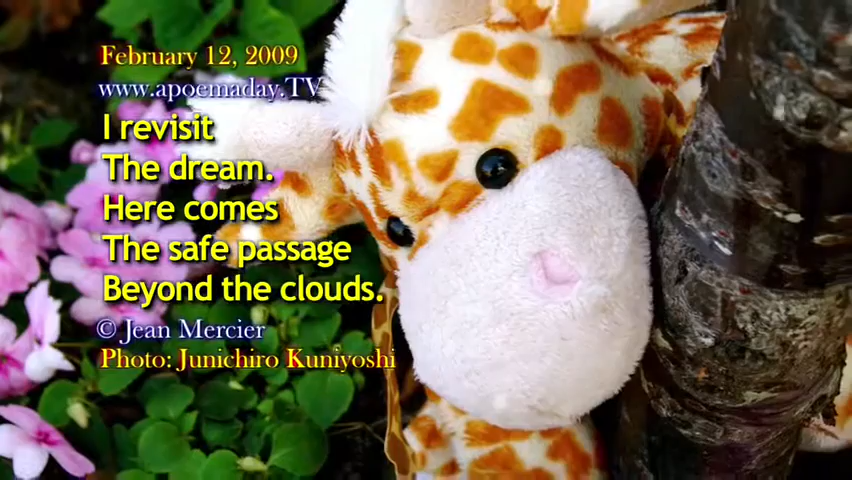 February 12, 2009
www.apoemaday.TV
I revisit
The dream.
Here comes
The safe passage
Beyond the clouds.
© Jean Mercier
Photo: Junichiro Kuniyoshi